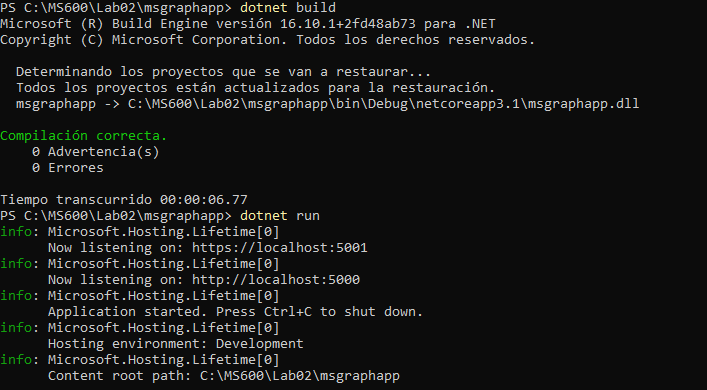 PS C:\MS600\Lab02\msgraphapp> dotnet build
Microsoft (R) Build Engine versión 16.10.1+2fd48ab73 para .NET
Copyright (C) Microsoft Corporation. Todos los derechos reservados.
Determinando los proyectos que se van a restaurar...
Todos los proyectos están actualizados para la restauración.
msgraphapp -> C:\MS600\Lab02\msgraphapp\bin\Debug\netcoreapp3.1\msgraphapp.dll
Compilación correcta.
0 Advertencia(s)
0 Errores
Tiempo transcurrido 00:00:06.77
PS C:\MS600\Lab02\msgraphapp> dotnet run
info: Microsoft.Hosting.Lifetime[0]
Now listening on: https://localhost:5001
info: Microsoft.Hosting.Lifetime[0]
Now listening on: http://localhost:5000
info: Microsoft.Hosting.Lifetime[0]
Application started. Press Ctrl+C to shut down.
info: Microsoft.Hosting.Lifetime[0]
Hosting environment: Development
info: Microsoft.Hosting.Lifetime[0]
Content root path: C:\MS600\Lab02\msgraphapp